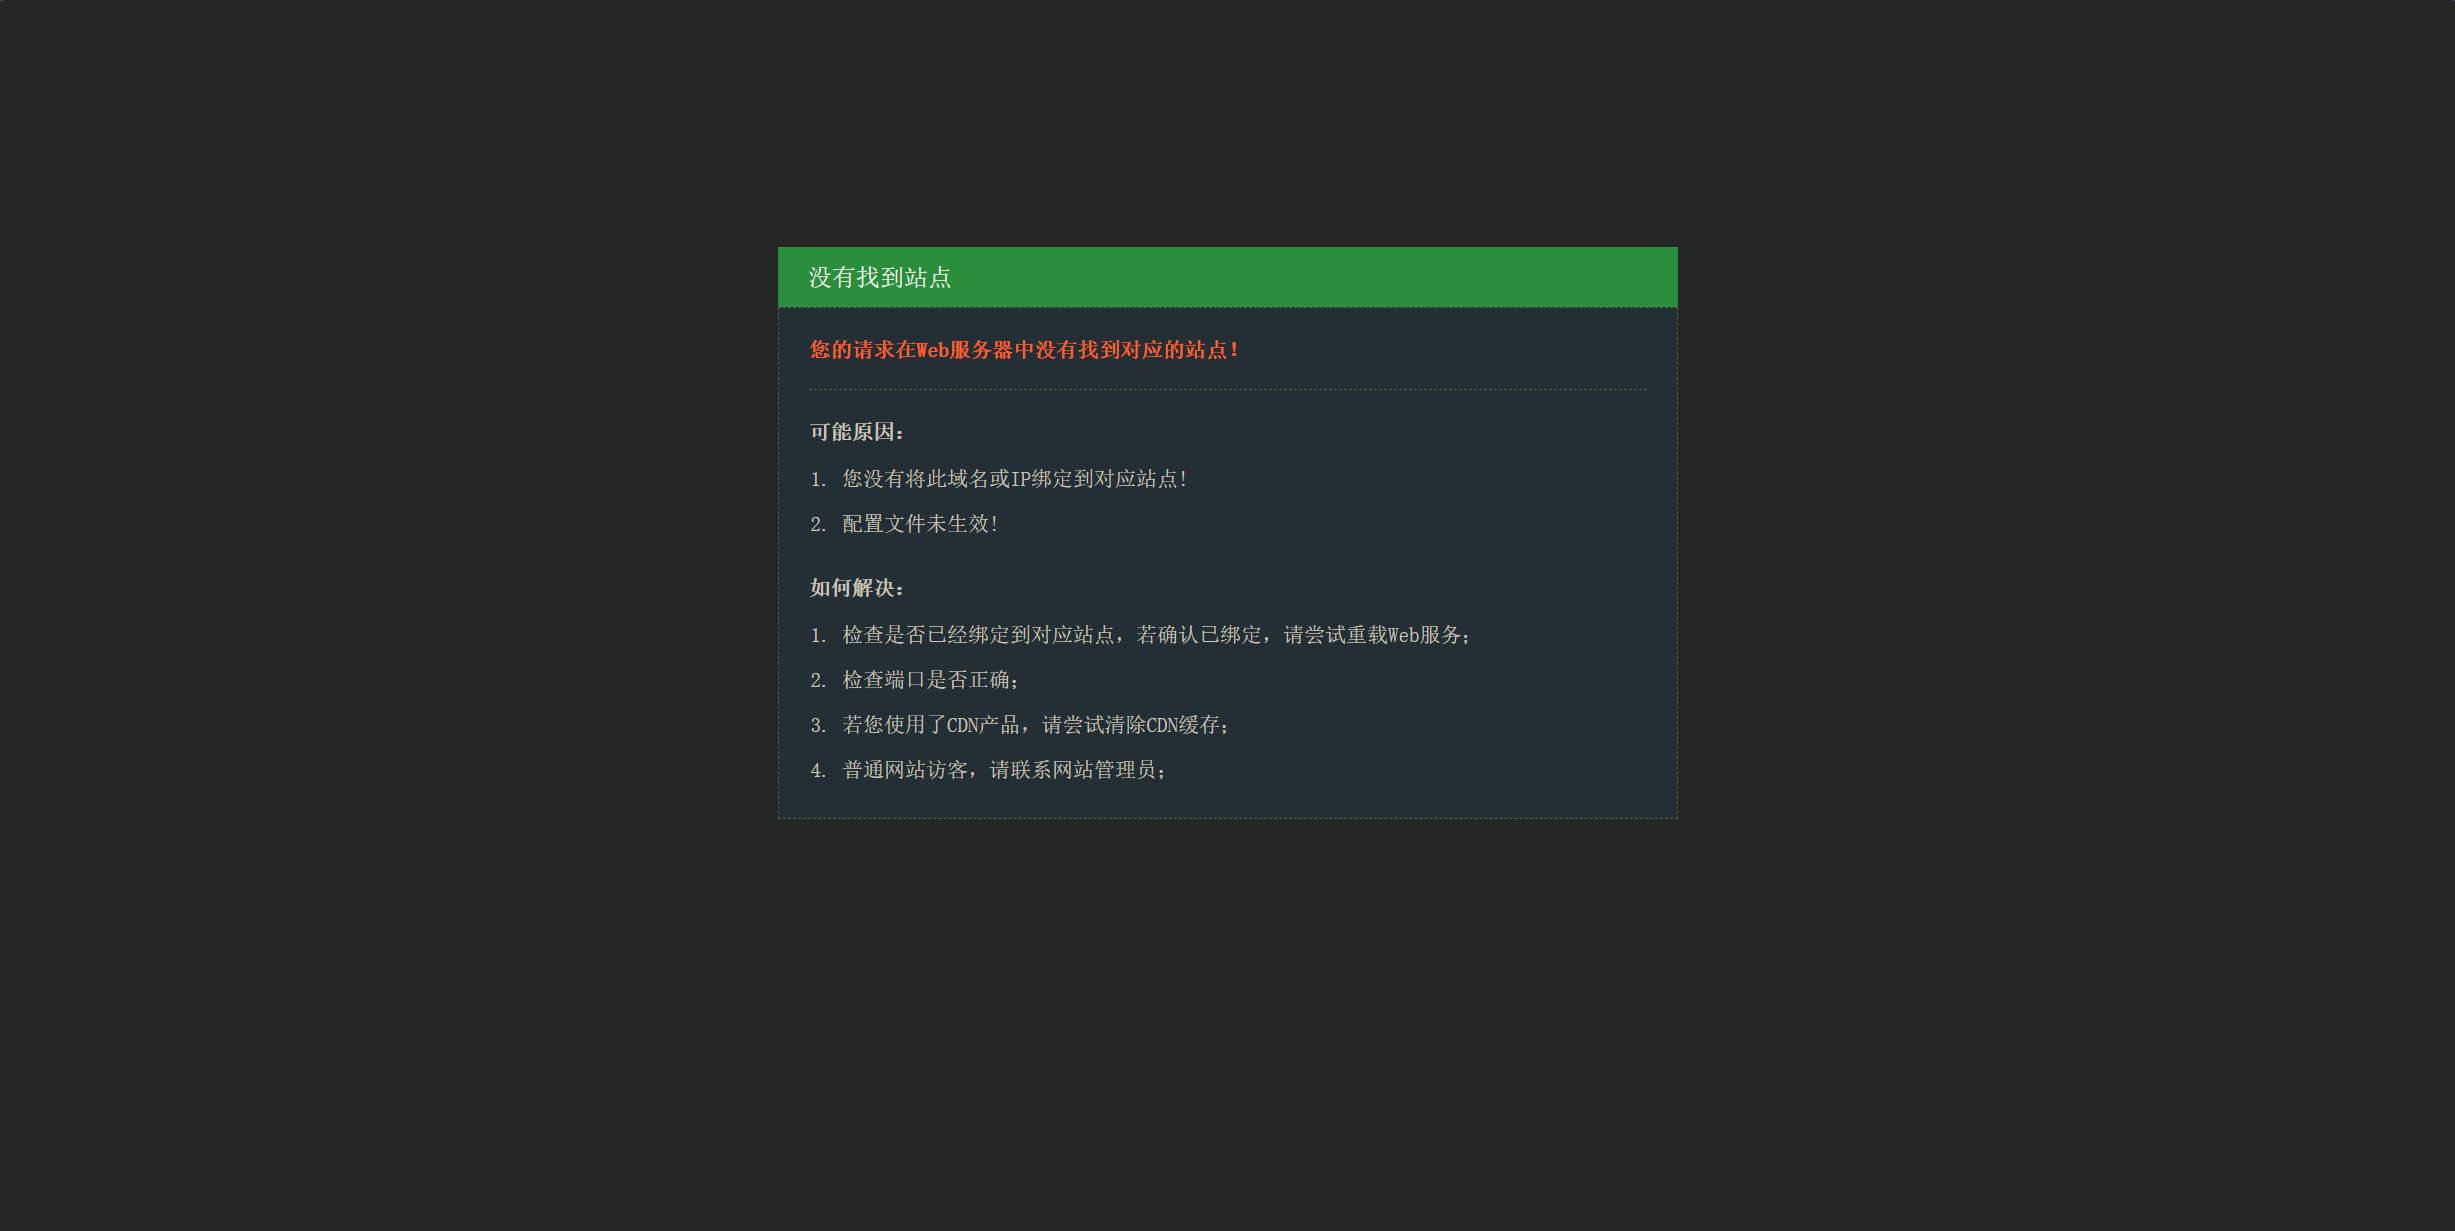 没有找到站点
您的请求在Web服务器中没有找到对应的站点！
可能原因：
1. 您没有将此域名或IP绑定到对应站点!
2. 配置文件未生效!
如何解决：
1. 检查是否已经绑定到对应站点，若确认已绑定，请尝试重载Web服务；
2. 检查端口是否正确；
3. 若您使用了CDN产品，请尝试清除CDN缓存；
4. 普通网站访客，请联系网站管理员；